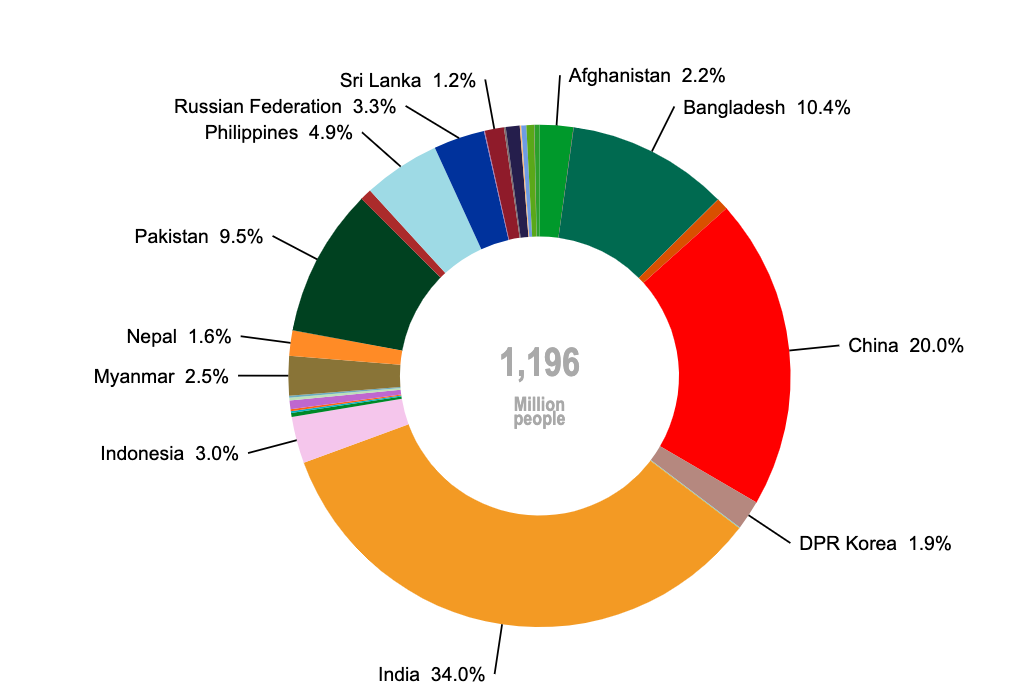 Sri Lanka 1.2%
Afghanistan 2.2%
Russian Federation 3.3%
Bangladesh 10.4%
Philippines 4.9%
Pakistan 9.5%
Nepal 1.6%
China 20.0%
1,196
Million
people
Myanmar 2.5%
Indonesia 3.0%
DPR Korea 1.9%
India 34.0%